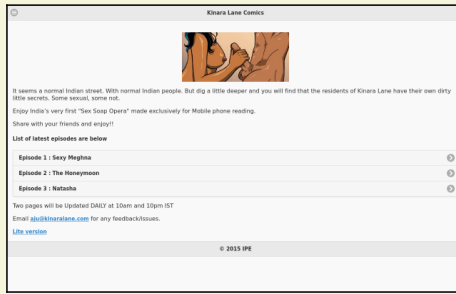 Kinara Lane Comics
It seems a normal Indian street. With normal Indian people. But dig a little deeper and you will find that the residents of Kinara Lane have their own dirty
little secrets. Some sexual, some not.
Enjoy India's very first "Sex Soap Opera" made exclusively for Mobile phone reading.
Share with your friends and enjoy!!
List of latest episodes are below
Episode 1 : Sexy Meghna
Episode 2 : The Honeymoon
Episode 3 : Natasha
Two pages will be Updated DAILY at 10am and 10pm IST
Email aju@kinaralane.com for any feedback/issues.
Lite version
© 2015 IPE